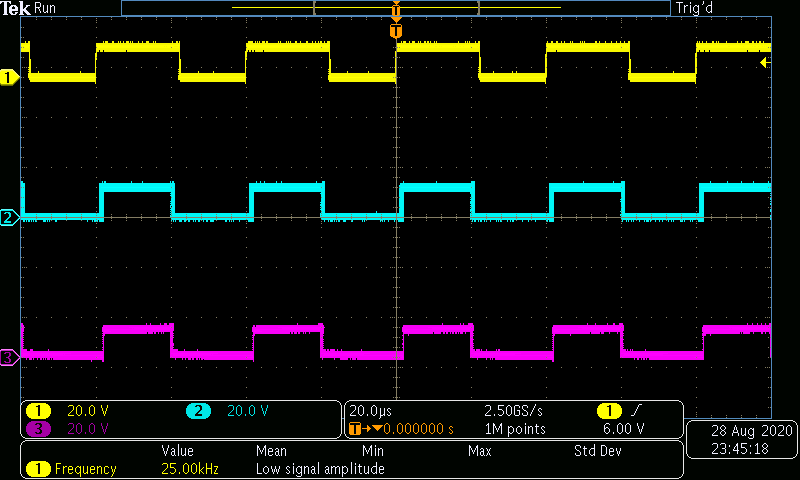 Tek Run Trig'd
T
T
1
2
3
1 20.0 V 2 20.0 V
3 20.0 V
20.0µs 2.50GS/s 1 /
T→▼0.000000 s 1M points 6.00 V
Value Mean Min Max Std Dev
1 Frequency 25.00kHz Low signal amplitude
28 Aug 2020
23:45:18